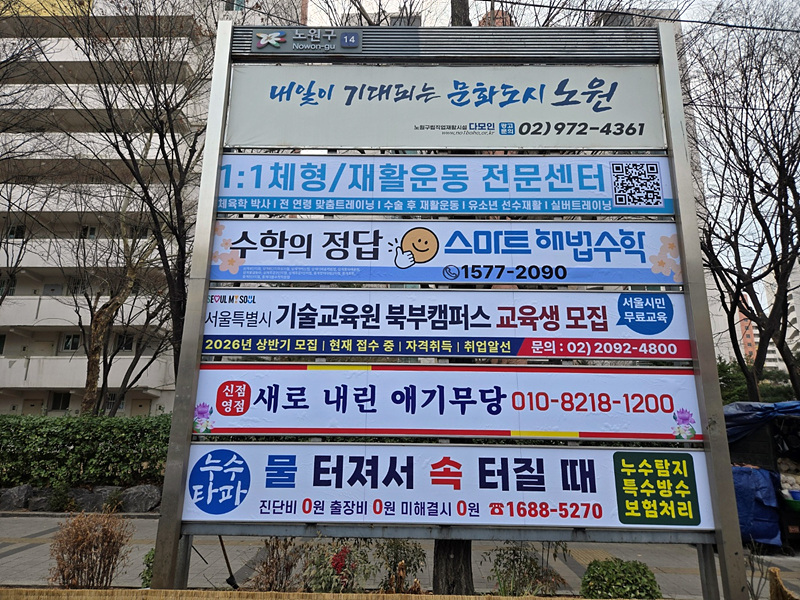 노원구 14
Nowon-gu
내일이 기대되는 문화도시 노원
노원구립직업재활시설 다모인 광고문의 02)972-4361
www.no1baho.or.kr
1:1체형/재활운동 전문센터
체육학 박사 I 전 연령 맞춤트레이닝 I 수술 후 재활운동 I 유소년 선수재활 I 실버트레이닝
수학의 정답 스마트해법수학
1577-2090
SEOUL MY SOUL
서울특별시 기술교육원 북부캠퍼스 교육생 모집
서울시민
무료교육
2026년 상반기 모집 | 현재 접수 중 | 자격취득 | 취업알선
문의 : 02) 2092-4800
신점
영점
새로 내린 애기무당 010-8218-1200
누수
타파
물 터져서 속 터질 때
진단비 0원 출장비 0원 미해결시 0원 ☎1688-5270
누수탐지
특수방수
보험처리